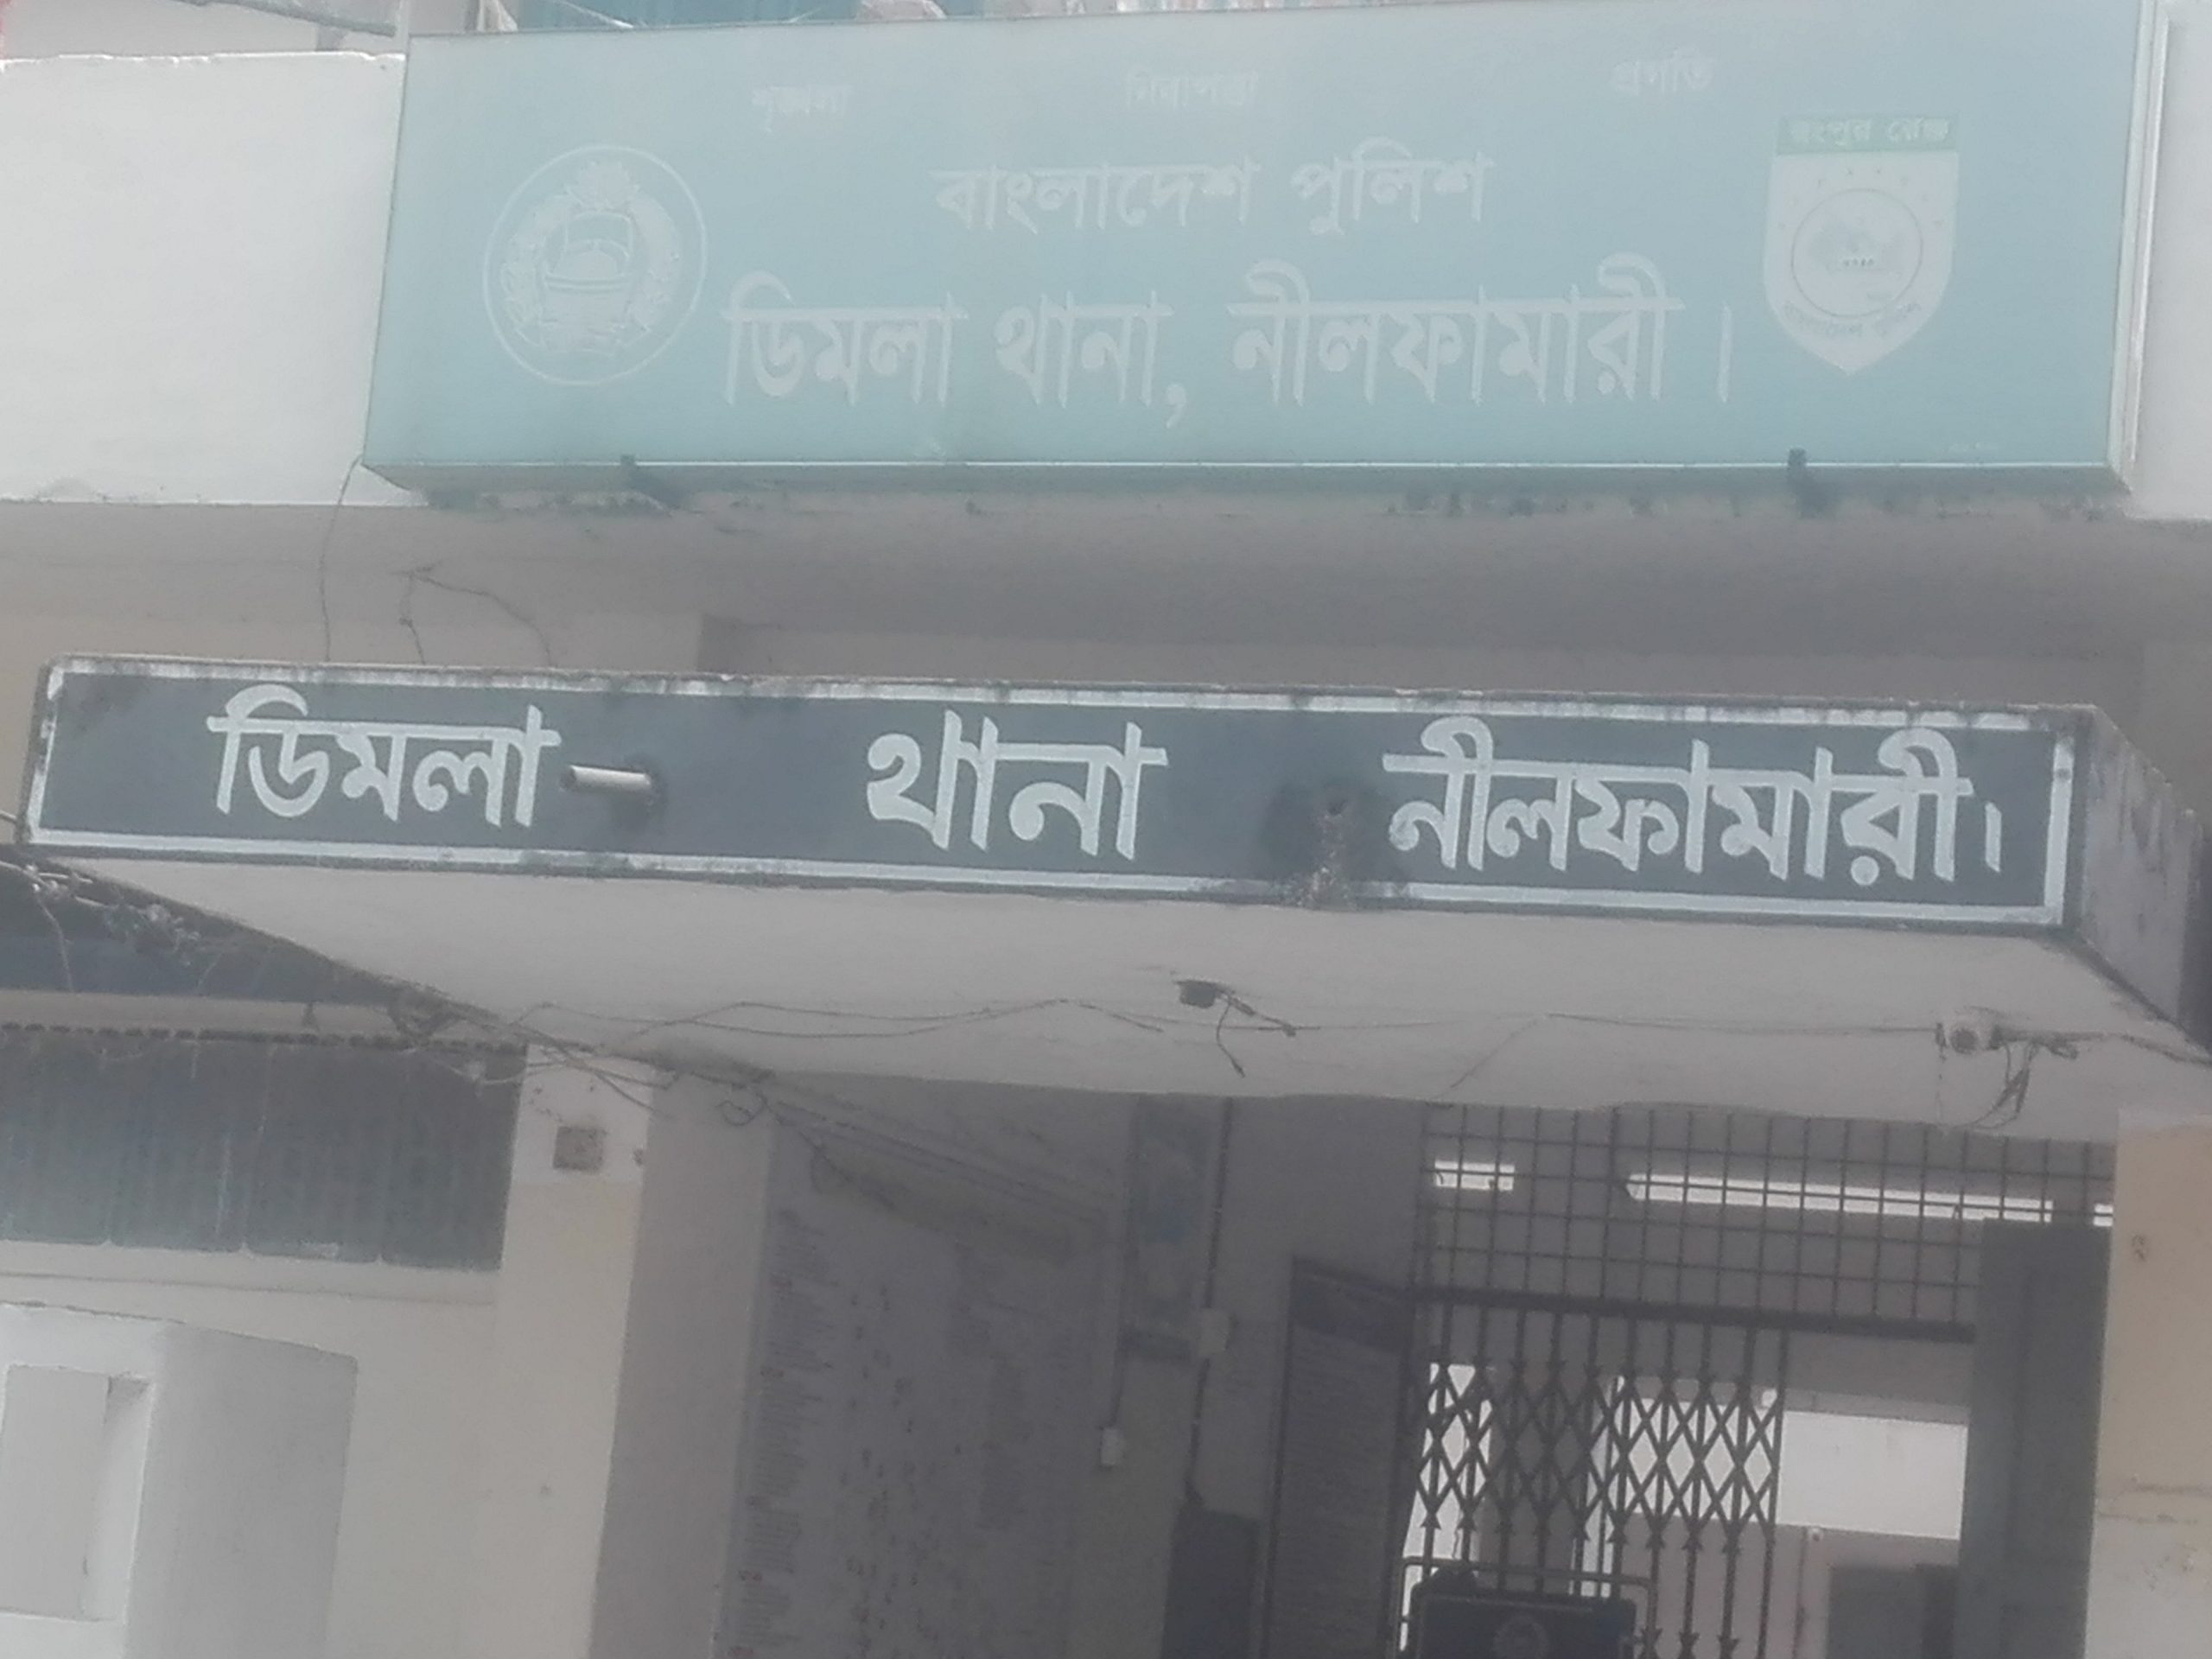 শৃঙ্খলা নিরাপত্তা প্রগতি
রংপুর রেঞ্জ
বাংলাদেশ পুলিশ
ডিমলা থানা, নীলফামারী।
বাংলাদেশ পুলিশ
ডিমলা থানা নীলফামারী।